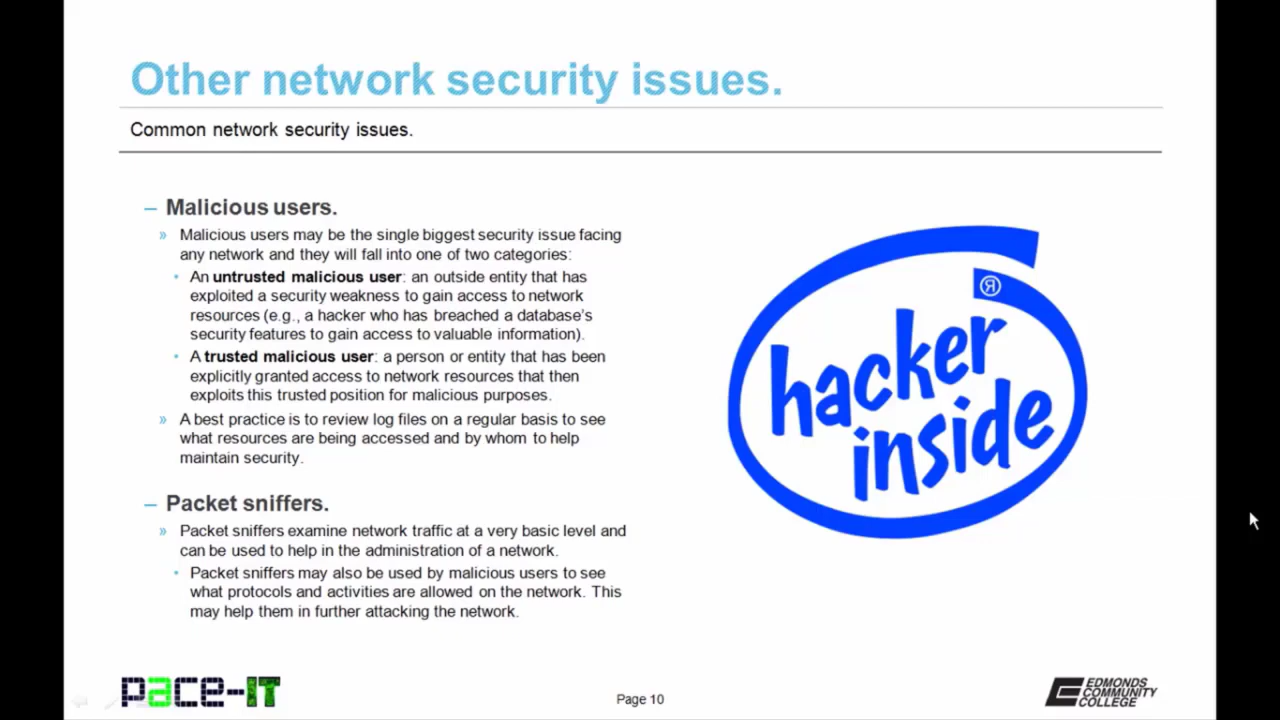 Other network security issues.
Common network security issues.
– Malicious users.
» Malicious users may be the single biggest security issue facing
any network and they will fall into one of two categories:
• An untrusted malicious user: an outside entity that has
exploited a security weakness to gain access to network
resources (e.g., a hacker who has breached a database's
security features to gain access to valuable information).
• A trusted malicious user: a person or entity that has been
explicitly granted access to network resources that then
exploits this trusted position for malicious purposes.
» A best practice is to review log files on a regular basis to see
what resources are being accessed and by whom to help
maintain security.
– Packet sniffers.
» Packet sniffers examine network traffic at a very basic level and
can be used to help in the administration of a network.
• Packet sniffers may also be used by malicious users to see
what protocols and activities are allowed on the network. This
may help them in further attacking the network.
®
hacker
inside
pace-IT
Page 10
EDMONDS
COMMUNITY
COLLEGE